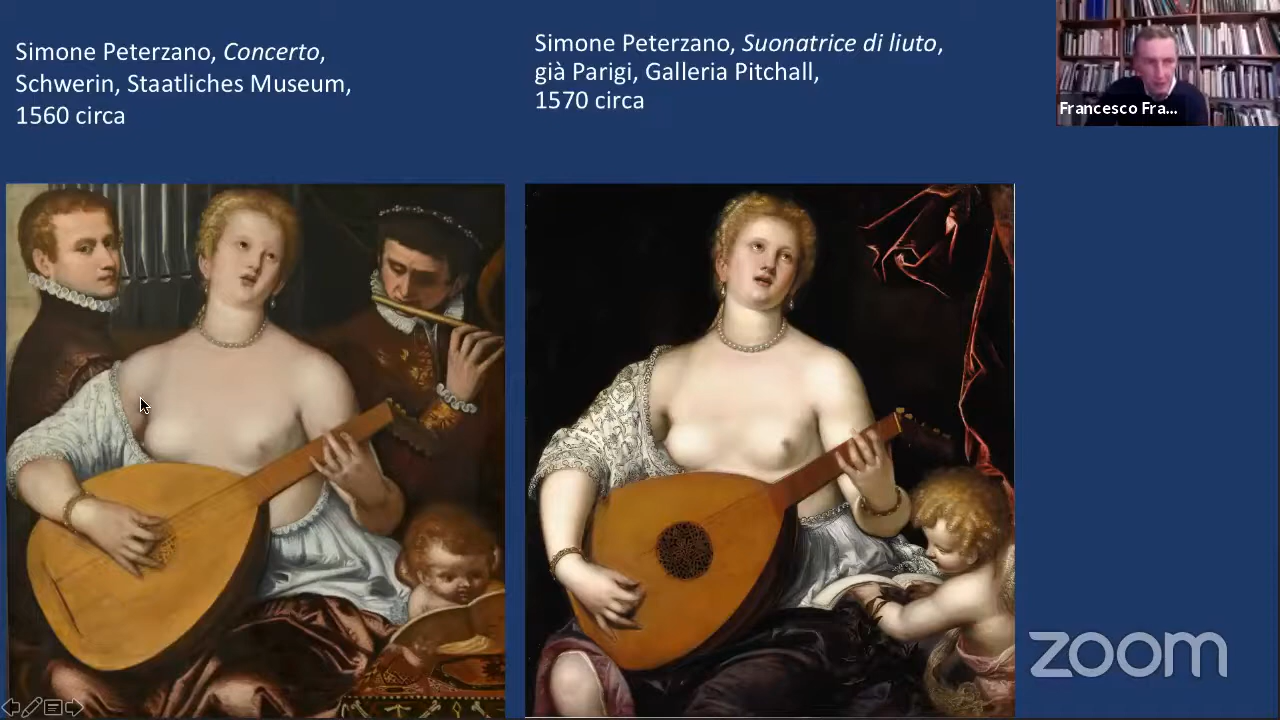 Simone Peterzano, Concerto,
Schwerin, Staatliches Museum,
1560 circa
Simone Peterzano, Suonatrice di liuto,
già Parigi, Galleria Pitchall,
1570 circa
Francesco Fra...
zoom